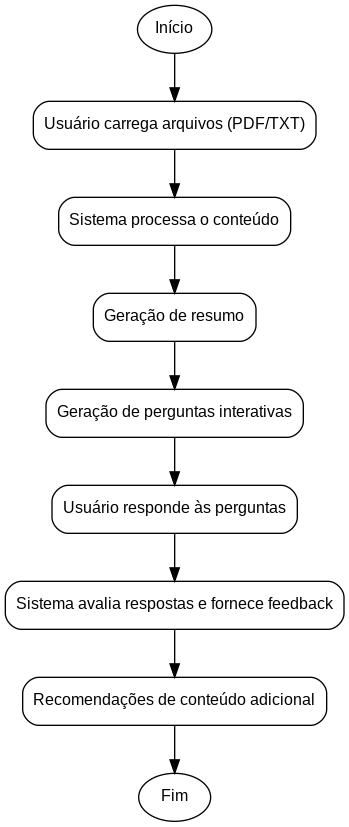 Início
Usuário carrega arquivos (PDF/TXT)
Sistema processa o conteúdo
Geração de resumo
Geração de perguntas interativas
Usuário responde às perguntas
Sistema avalia respostas e fornece feedback
Recomendações de conteúdo adicional
Fim